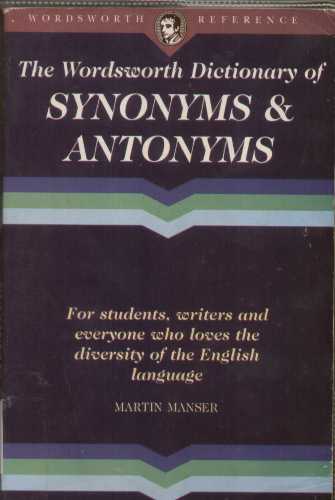 WORDSWORTH REFERENCE
The Wordsworth Dictionary of
SYNONYMS &
ANTONYMS
For students, writers and
everyone who loves the
diversity of the English
language
MARTIN MANSER